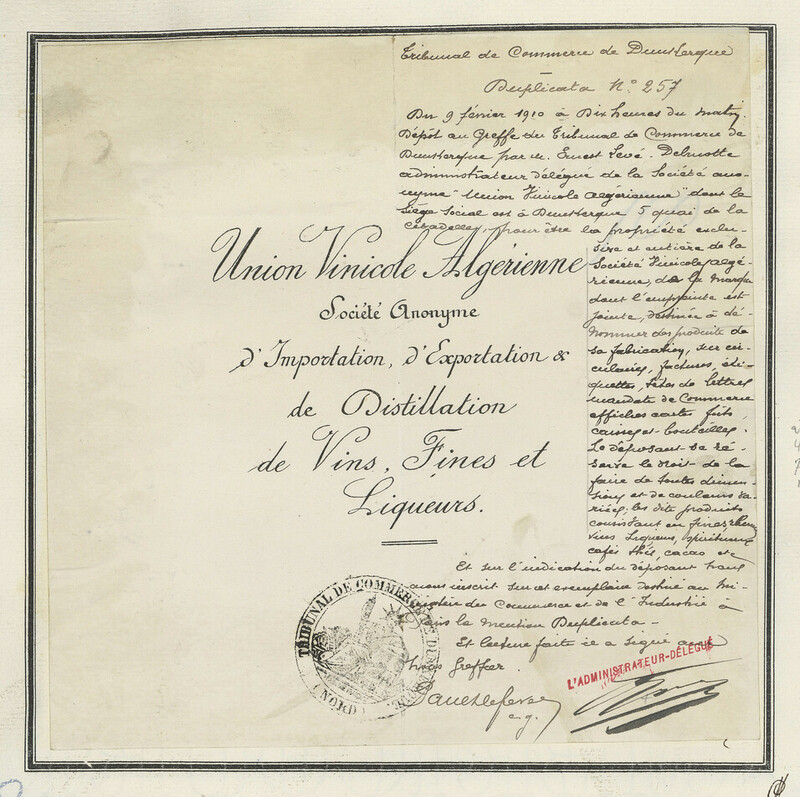 Tribunal de Commerce de Dunkerque
Duplicata N° 257
Du 9 février 1910 à Dix heures du matin.
Dépôt au Greffe du Tribunal de Commerce de
Dunkerque par M. Ernest Levé-Delmotte
administrateur délégué de la Société ano-
nyme "Union Vinicole Algérienne" dont le
siège Social est à Dunkerque 5 quai de la
Citadelle, pour être la propriété exclu-
sive et entière de la
Société Vinicole Algé-
rienne, de la marque
dont l'empreinte est
jointe, destinée à dé-
nommer des produits de
sa fabrication, sur cir-
culaires, factures, éti-
quettes, têtes de lettres
mandats de Commerce
affiches cartes fûts,
caisses et bouteilles.
Le déposant se ré-
serve le droit de la
faire de toutes dimen-
sions et de couleurs va-
riées; les dits produits
consistant en fines rhum
vins liqueurs, spiritueux
cafés thés, cacao etc
Union Vinicole Algérienne
Société Anonyme
d'Importation, d'Exportation &
de Distillation
de Vins, Fines et
Liqueurs.
Et sur l'indication du déposant nous
avons inscrit sur cet exemplaire destiné au Mi-
nistère du Commerce et de l'Industrie à
Paris la mention Duplicata -
Et lecture faite il a signé avec
nous Greffier.
TRIBUNAL DE COMMERCE DE DUNKERQUE
(NORD)
L'ADMINISTRATEUR-DÉLÉGUÉ